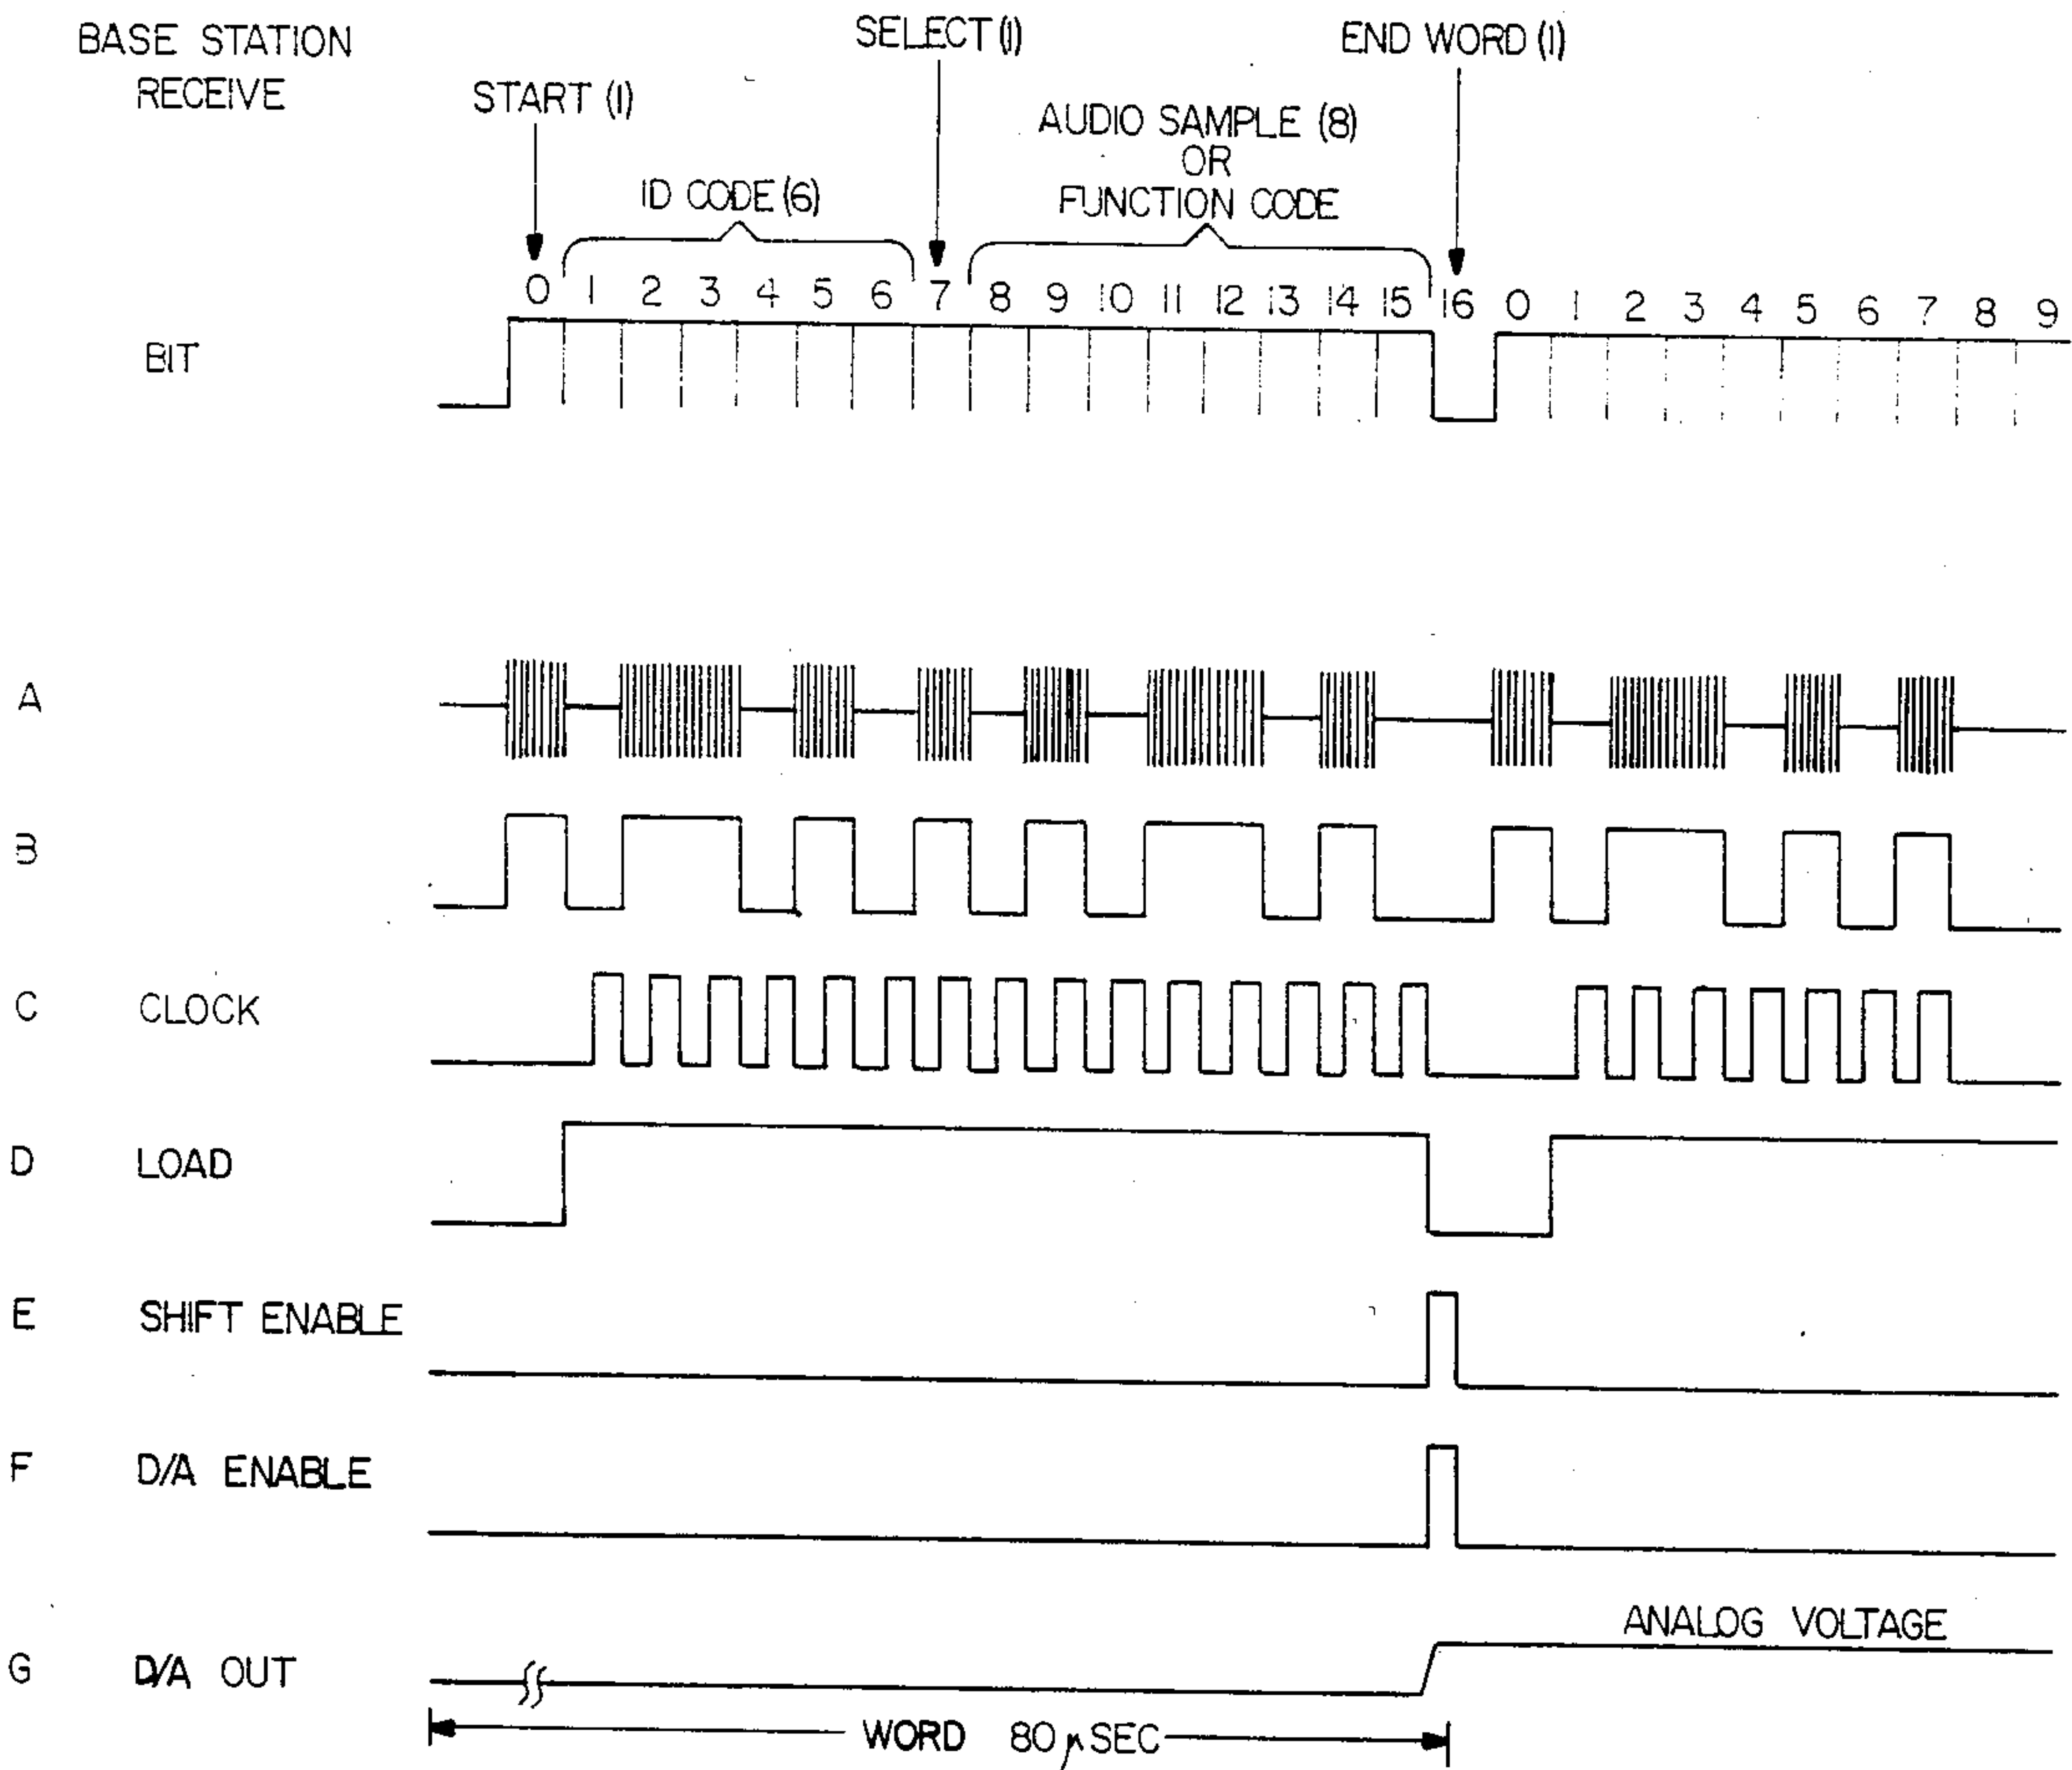 BASE STATION
RECEIVE
START (1)
SELECT (1)
END WORD (1)
ID CODE (6)
AUDIO SAMPLE (8)
OR
FUNCTION CODE
0 1 2 3 4 5 6 7 8 9 10 11 12 13 14 15 16 0 1 2 3 4 5 6 7 8 9
BIT
A
B
C CLOCK
D LOAD
E SHIFT ENABLE
F D/A ENABLE
G D/A OUT
ANALOG VOLTAGE
WORD 80 μSEC